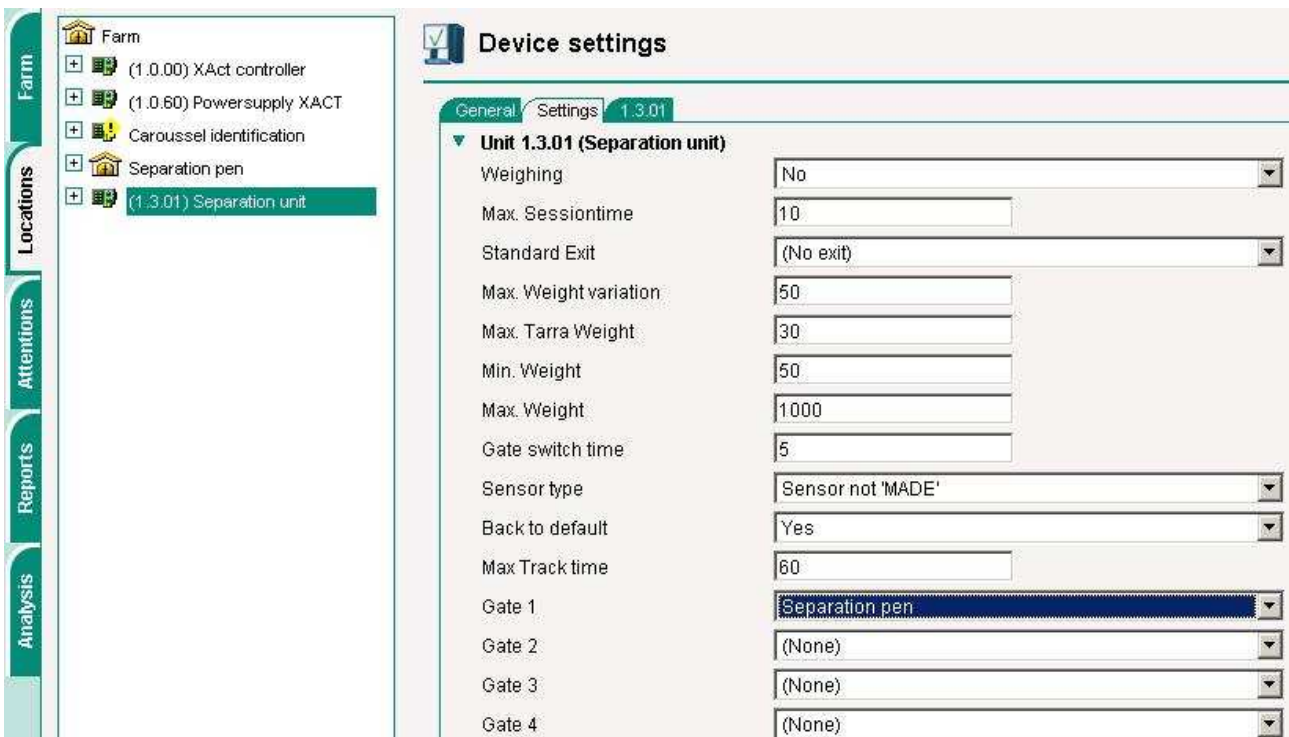 Farm
Locations
Attentions
Reports
Analysis
Farm
(1.0.00) XAct controller
(1.0.60) Powersupply XACT
Caroussel identification
Separation pen
(1.3.01) Separation unit
Device settings
General Settings 1.3.01
Unit 1.3.01 (Separation unit)
Weighing No
Max. Sessiontime 10
Standard Exit (No exit)
Max. Weight variation 50
Max. Tarra Weight 30
Min. Weight 50
Max. Weight 1000
Gate switch time 5
Sensor type Sensor not 'MADE'
Back to default Yes
Max Track time 60
Gate 1 Separation pen
Gate 2 (None)
Gate 3 (None)
Gate 4 (None)